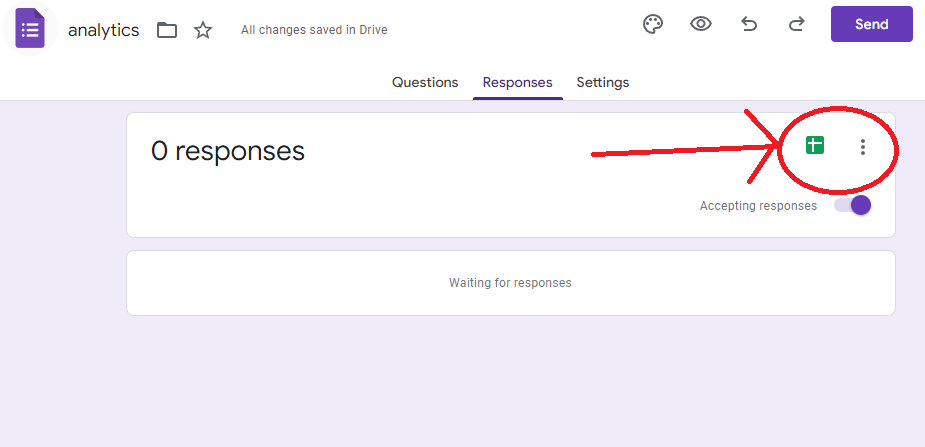 analytics
All changes saved in Drive
Send
Questions Responses Settings
0 responses
Accepting responses
Waiting for responses